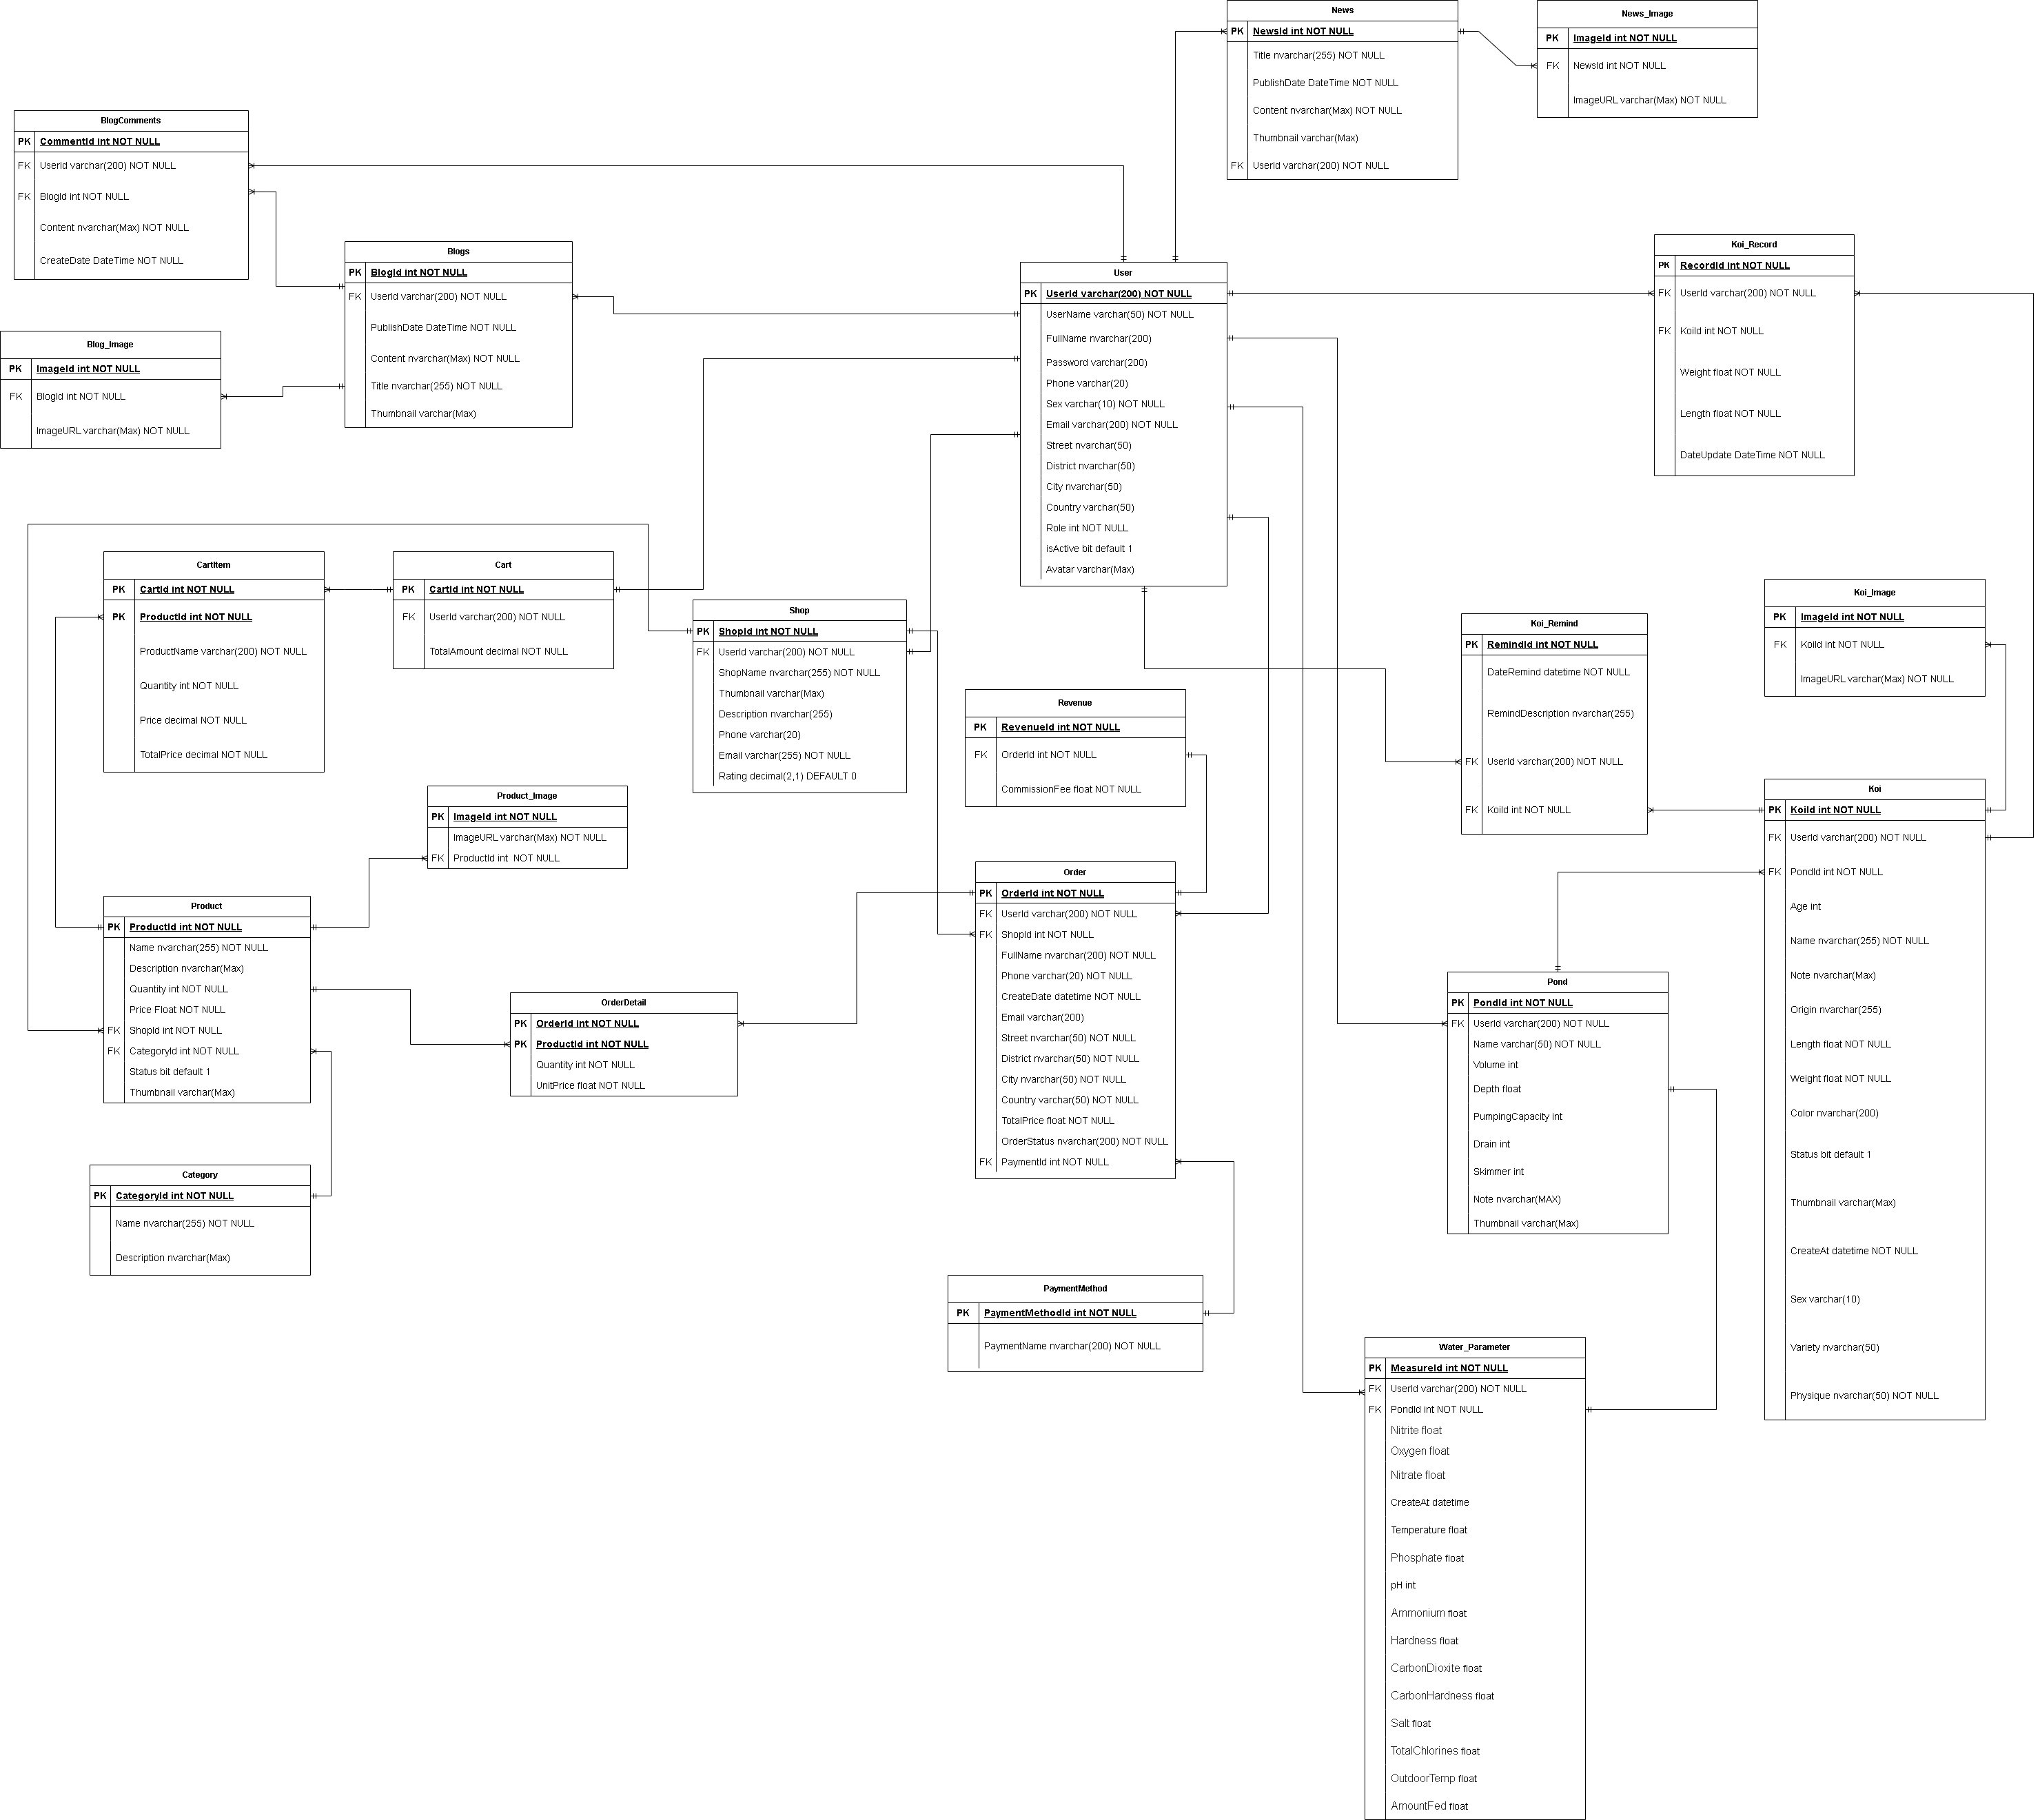 News
PK NewsId int NOT NULL
Title nvarchar(255) NOT NULL
PublishDate DateTime NOT NULL
Content nvarchar(Max) NOT NULL
Thumbnail varchar(Max)
FK UserId varchar(200) NOT NULL
News_Image
PK ImageId int NOT NULL
FK NewsId int NOT NULL
ImageURL varchar(Max) NOT NULL
BlogComments
PK CommentId int NOT NULL
FK UserId varchar(200) NOT NULL
FK BlogId int NOT NULL
Content nvarchar(Max) NOT NULL
CreateDate DateTime NOT NULL
Blogs
PK BlogId int NOT NULL
FK UserId varchar(200) NOT NULL
PublishDate DateTime NOT NULL
Content nvarchar(Max) NOT NULL
Title nvarchar(255) NOT NULL
Thumbnail varchar(Max)
Blog_Image
PK ImageId int NOT NULL
FK BlogId int NOT NULL
ImageURL varchar(Max) NOT NULL
User
PK UserId varchar(200) NOT NULL
UserName varchar(50) NOT NULL
FullName nvarchar(200)
Password varchar(200)
Phone varchar(20)
Sex varchar(10) NOT NULL
Email varchar(200) NOT NULL
Street nvarchar(50)
District nvarchar(50)
City nvarchar(50)
Country varchar(50)
Role int NOT NULL
isActive bit default 1
Avatar varchar(Max)
Koi_Record
PK RecordId int NOT NULL
FK UserId varchar(200) NOT NULL
FK KoiId int NOT NULL
Weight float NOT NULL
Length float NOT NULL
DateUpdate DateTime NOT NULL
CartItem
PK CartId int NOT NULL
PK ProductId int NOT NULL
ProductName varchar(200) NOT NULL
Quantity int NOT NULL
Price decimal NOT NULL
TotalPrice decimal NOT NULL
Cart
PK CartId int NOT NULL
FK UserId varchar(200) NOT NULL
TotalAmount decimal NOT NULL
Shop
PK ShopId int NOT NULL
FK UserId varchar(200) NOT NULL
ShopName nvarchar(255) NOT NULL
Thumbnail varchar(Max)
Description nvarchar(255)
Phone varchar(20)
Email varchar(255) NOT NULL
Rating decimal(2,1) DEFAULT 0
Revenue
PK RevenueId int NOT NULL
FK OrderId int NOT NULL
CommissionFee float NOT NULL
Koi_Remind
PK RemindId int NOT NULL
DateRemind datetime NOT NULL
RemindDescription nvarchar(255)
FK UserId varchar(200) NOT NULL
FK KoiId int NOT NULL
Koi_Image
PK ImageId int NOT NULL
FK KoiId int NOT NULL
ImageURL varchar(Max) NOT NULL
Product_Image
PK ImageId int NOT NULL
ImageURL varchar(Max) NOT NULL
FK ProductId int NOT NULL
Koi
PK KoiId int NOT NULL
FK UserId varchar(200) NOT NULL
FK PondId int NOT NULL
Age int
Name nvarchar(255) NOT NULL
Note nvarchar(Max)
Origin nvarchar(255)
Length float NOT NULL
Weight float NOT NULL
Color nvarchar(200)
Status bit default 1
Thumbnail varchar(Max)
CreateAt datetime NOT NULL
Sex varchar(10)
Variety nvarchar(50)
Physique nvarchar(50) NOT NULL
Product
PK ProductId int NOT NULL
Name nvarchar(255) NOT NULL
Description nvarchar(Max)
Quantity int NOT NULL
Price Float NOT NULL
FK ShopId int NOT NULL
FK CategoryId int NOT NULL
Status bit default 1
Thumbnail varchar(Max)
Order
PK OrderId int NOT NULL
FK UserId varchar(200) NOT NULL
FK ShopId int NOT NULL
FullName nvarchar(200) NOT NULL
Phone varchar(20) NOT NULL
CreateDate datetime NOT NULL
Email varchar(200)
Street nvarchar(50) NOT NULL
District nvarchar(50) NOT NULL
City nvarchar(50) NOT NULL
Country varchar(50) NOT NULL
TotalPrice float NOT NULL
OrderStatus nvarchar(200) NOT NULL
FK PaymentId int NOT NULL
OrderDetail
PK OrderId int NOT NULL
PK ProductId int NOT NULL
Quantity int NOT NULL
UnitPrice float NOT NULL
Pond
PK PondId int NOT NULL
FK UserId varchar(200) NOT NULL
Name varchar(50) NOT NULL
Volume int
Depth float
PumpingCapacity int
Drain int
Skimmer int
Note nvarchar(MAX)
Thumbnail varchar(Max)
Category
PK CategoryId int NOT NULL
Name nvarchar(255) NOT NULL
Description nvarchar(Max)
PaymentMethod
PK PaymentMethodId int NOT NULL
PaymentName nvarchar(200) NOT NULL
Water_Parameter
PK MeasureId int NOT NULL
FK UserId varchar(200) NOT NULL
FK PondId int NOT NULL
Nitrite float
Oxygen float
Nitrate float
CreateAt datetime
Temperature float
Phosphate float
pH int
Ammonium float
Hardness float
CarbonDioxite float
CarbonHardness float
Salt float
TotalChlorines float
OutdoorTemp float
AmountFed float